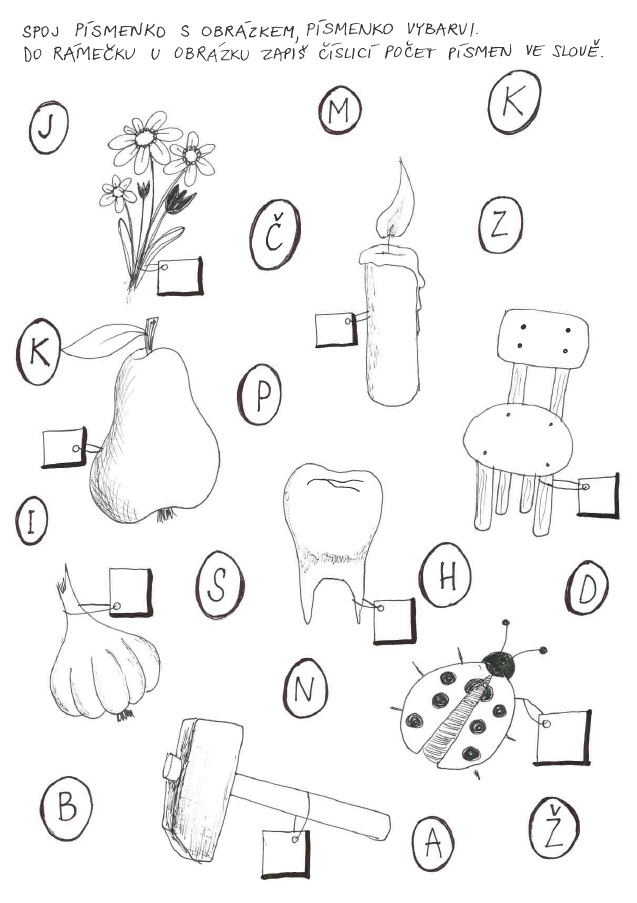 SPOJ PÍSMENKO S OBRÁZKEM, PÍSMENKO VYBARVI.
DO RÁMEČKU U OBRÁZKU ZAPIŠ ČÍSLICÍ POČET PÍSMEN VE SLOVĚ.
J
M
K
Č
Z
K
P
I
S
H
D
N
B
A
Ž